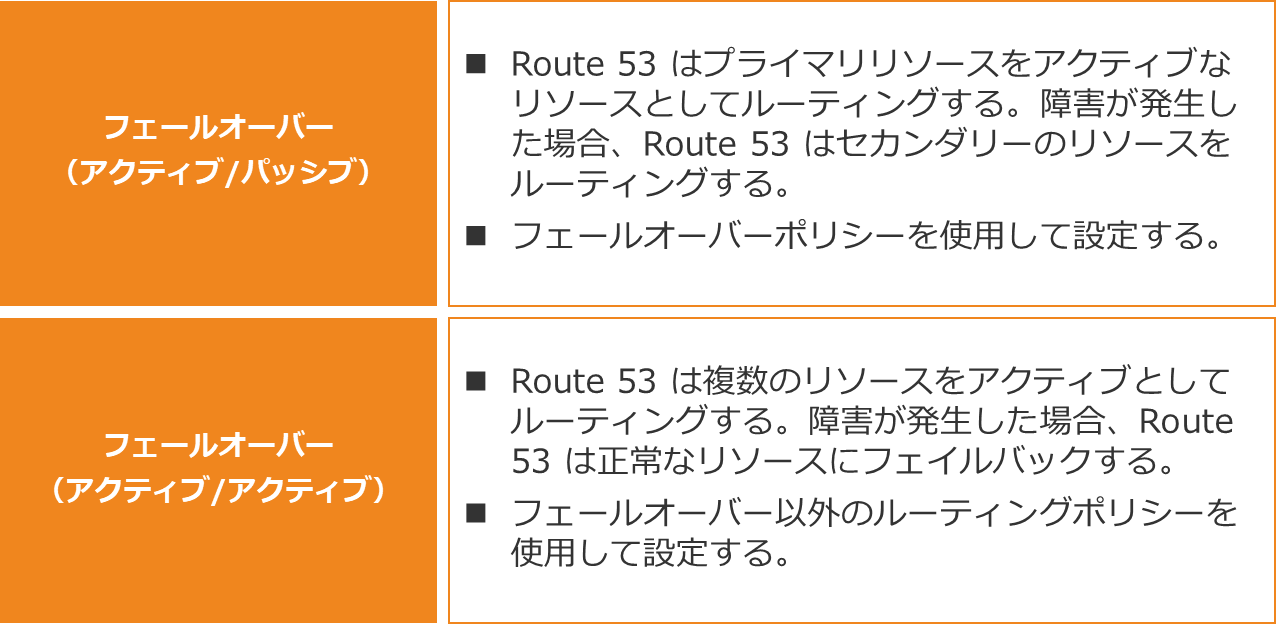 フェールオーバー
（アクティブ/パッシブ）
■ Route 53 はプライマリリソースをアクティブな
リソースとしてルーティングする。障害が発生し
た場合、Route 53 はセカンダリーのリソースを
ルーティングする。
■ フェールオーバーポリシーを使用して設定する。
フェールオーバー
（アクティブ/アクティブ）
■ Route 53 は複数のリソースをアクティブとして
ルーティングする。障害が発生した場合、Route
53 は正常なリソースにフェイルバックする。
■ フェールオーバー以外のルーティングポリシーを
使用して設定する。